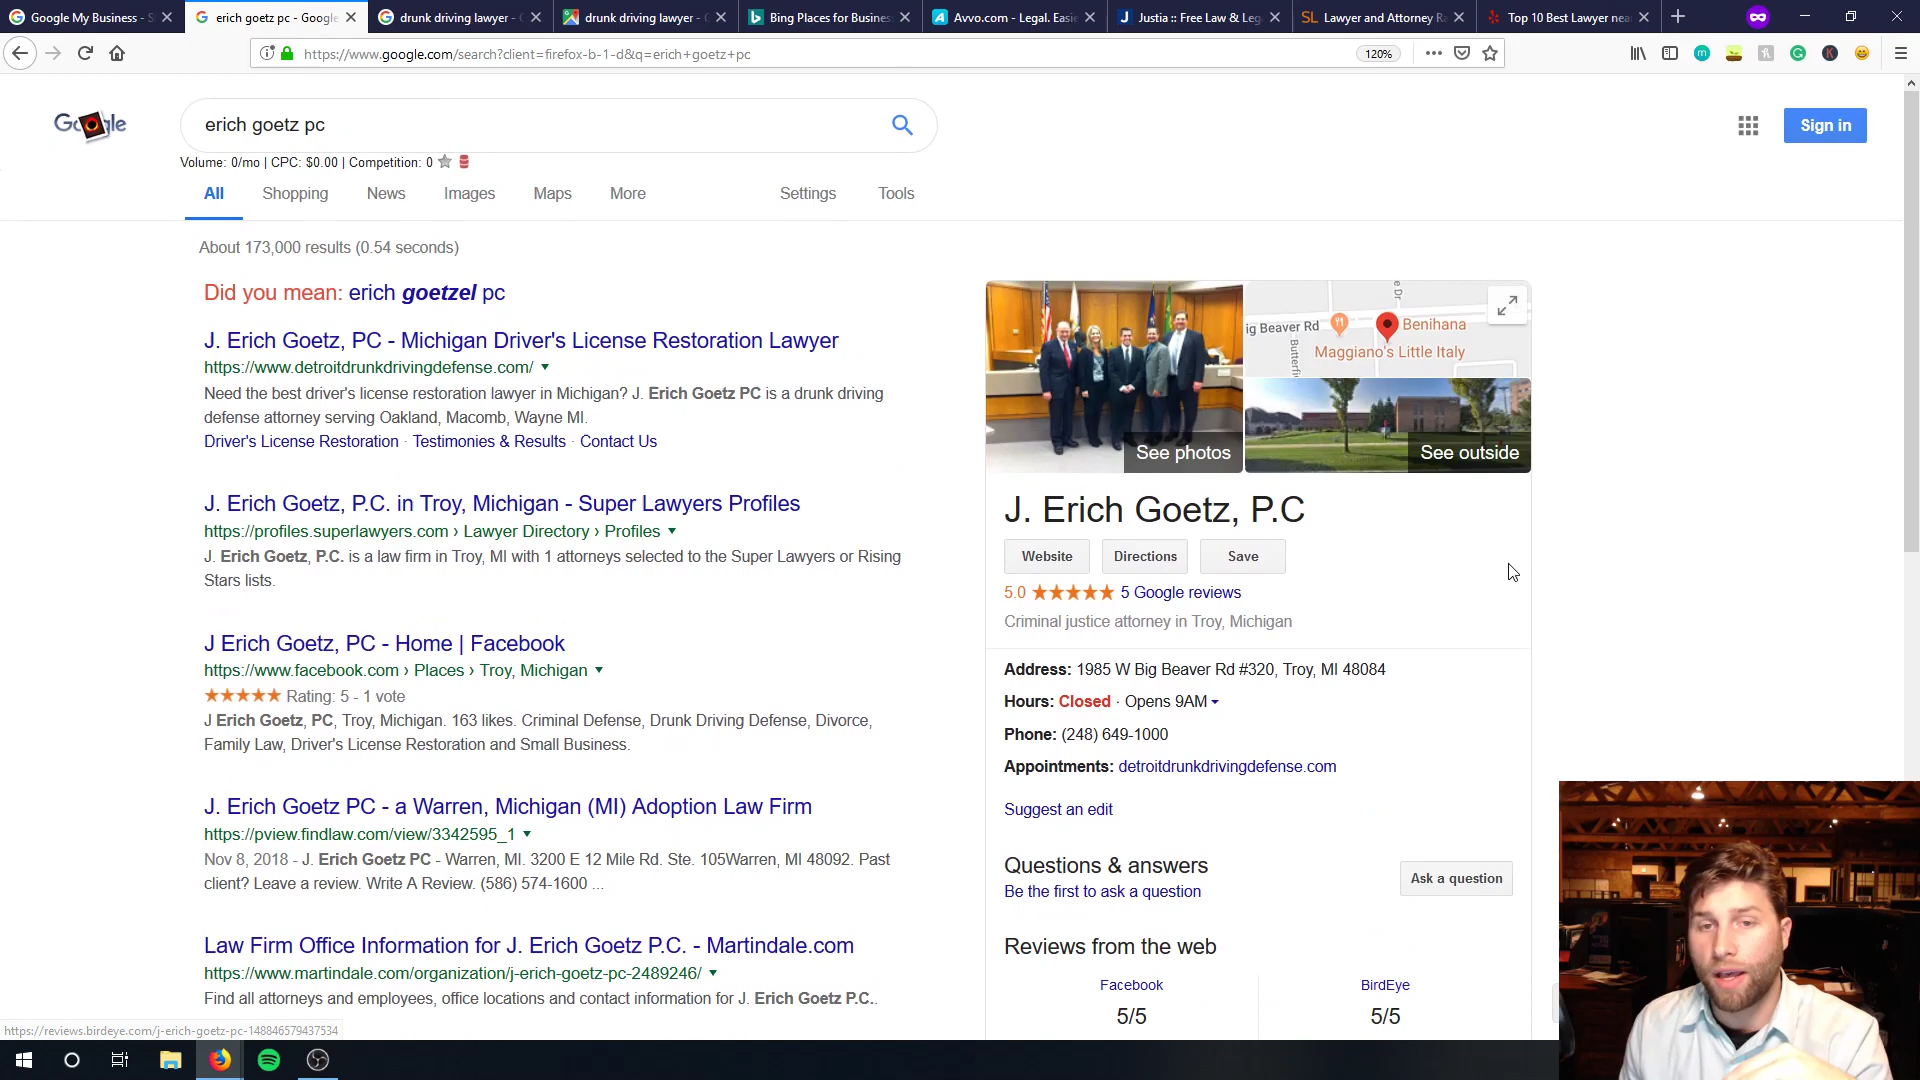 Google My Business - S
erich goetz pc - Google
drunk driving lawyer - G
drunk driving lawyer - G
Bing Places for Business
Avvo.com - Legal. Easie
Justia :: Free Law & Leg
SL Lawyer and Attorney Ra
Top 10 Best Lawyer nea
https://www.google.com/search?client=firefox-b-1-d&q=erich+goetz+pc
120%
erich goetz pc
Sign in
Volume: 0/mo | CPC: $0.00 | Competition: 0
All Shopping News Images Maps More Settings Tools
About 173,000 results (0.54 seconds)
Did you mean: erich goetzel pc
J. Erich Goetz, PC - Michigan Driver's License Restoration Lawyer
https://www.detroitdrunkdrivingdefense.com/
Need the best driver's license restoration lawyer in Michigan? J. Erich Goetz PC is a drunk driving
defense attorney serving Oakland, Macomb, Wayne MI.
Driver's License Restoration · Testimonies & Results · Contact Us
J. Erich Goetz, P.C. in Troy, Michigan - Super Lawyers Profiles
https://profiles.superlawyers.com › Lawyer Directory › Profiles
J. Erich Goetz, P.C. is a law firm in Troy, MI with 1 attorneys selected to the Super Lawyers or Rising
Stars lists.
J Erich Goetz, PC - Home | Facebook
https://www.facebook.com › Places › Troy, Michigan
Rating: 5 - 1 vote
J Erich Goetz, PC, Troy, Michigan. 163 likes. Criminal Defense, Drunk Driving Defense, Divorce,
Family Law, Driver's License Restoration and Small Business.
J. Erich Goetz PC - a Warren, Michigan (MI) Adoption Law Firm
https://pview.findlaw.com/view/3342595_1
Nov 8, 2018 - J. Erich Goetz PC - Warren, MI. 3200 E 12 Mile Rd. Ste. 105Warren, MI 48092. Past
client? Leave a review. Write A Review. (586) 574-1600 ...
Law Firm Office Information for J. Erich Goetz P.C. - Martindale.com
https://www.martindale.com/organization/j-erich-goetz-pc-2489246/
Find all attorneys and employees, office locations and contact information for J. Erich Goetz P.C..
https://reviews.birdeye.com/j-erich-goetz-pc-148846579437534
e Dr
ig Beaver Rd
Butterfi
Benihana
Maggiano's Little Italy
See photos
See outside
J. Erich Goetz, P.C
Website Directions Save
5.0 5 Google reviews
Criminal justice attorney in Troy, Michigan
Address: 1985 W Big Beaver Rd #320, Troy, MI 48084
Hours: Closed · Opens 9AM
Phone: (248) 649-1000
Appointments: detroitdrunkdrivingdefense.com
Suggest an edit
Questions & answers
Be the first to ask a question
Ask a question
Reviews from the web
Facebook BirdEye
5/5 5/5